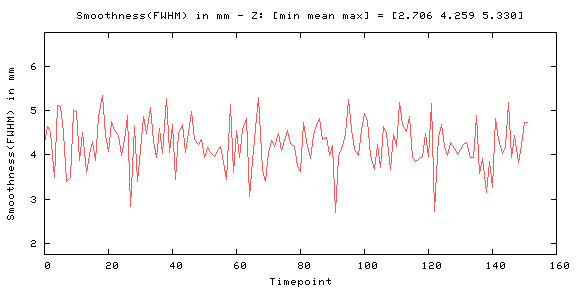 Smoothness(FWHM) in mm - Z: [min mean max] = [2.706 4.259 5.330]
Smoothness(FWHM) in mm
6
5
4
3
2
0 20 40 60 80 100 120 140 160
Timepoint